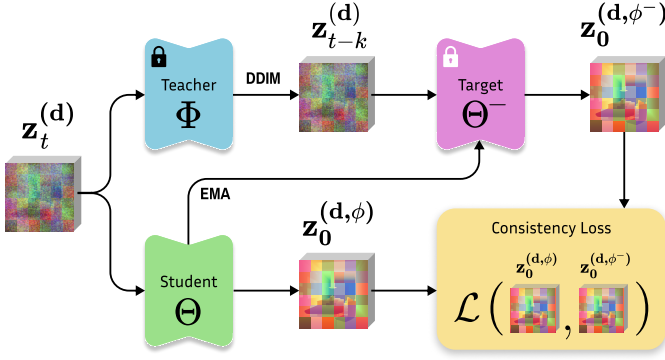 z_t^{(d)}
Teacher
Φ
DDIM
z_{t−k}^{(d)}
Target
Θ^−
z_0^{(d,ϕ^−)}
EMA
Student
Θ
z_0^{(d,ϕ)}
Consistency Loss
z_0^{(d,ϕ)} z_0^{(d,ϕ^−)}
ℒ ( , )